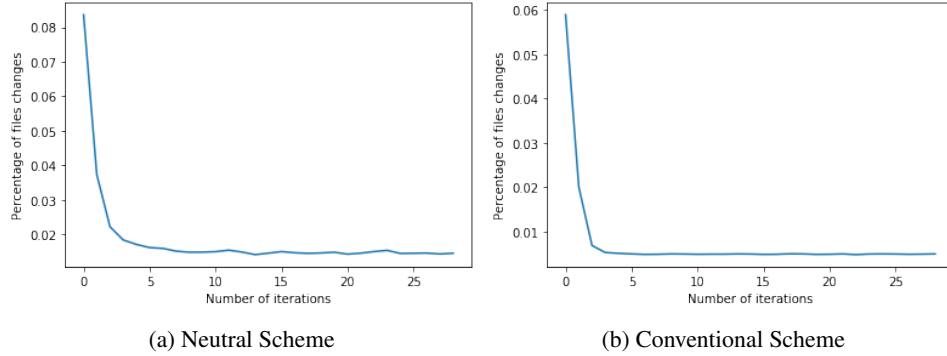 0.08
0.07
0.06
0.05
0.04
0.03
0.02
Percentage of files changes
0 5 10 15 20 25
Number of iterations
(a) Neutral Scheme
0.06
0.05
0.04
0.03
0.02
0.01
Percentage of files changes
0 5 10 15 20 25
Number of iterations
(b) Conventional Scheme